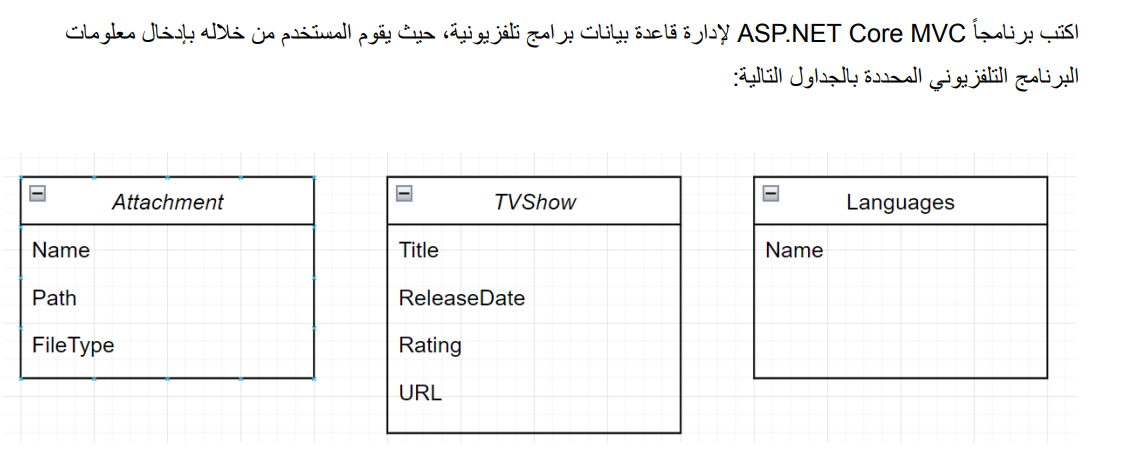 اكتب برنامجاً ASP.NET Core MVC لإدارة قاعدة بيانات برامج تلفزيونية، حيث يقوم المستخدم من خلاله بإدخال معلومات
البرنامج التلفزيوني المحددة بالجداول التالية:
Attachment
Name
Path
FileType
TVShow
Title
ReleaseDate
Rating
URL
Languages
Name